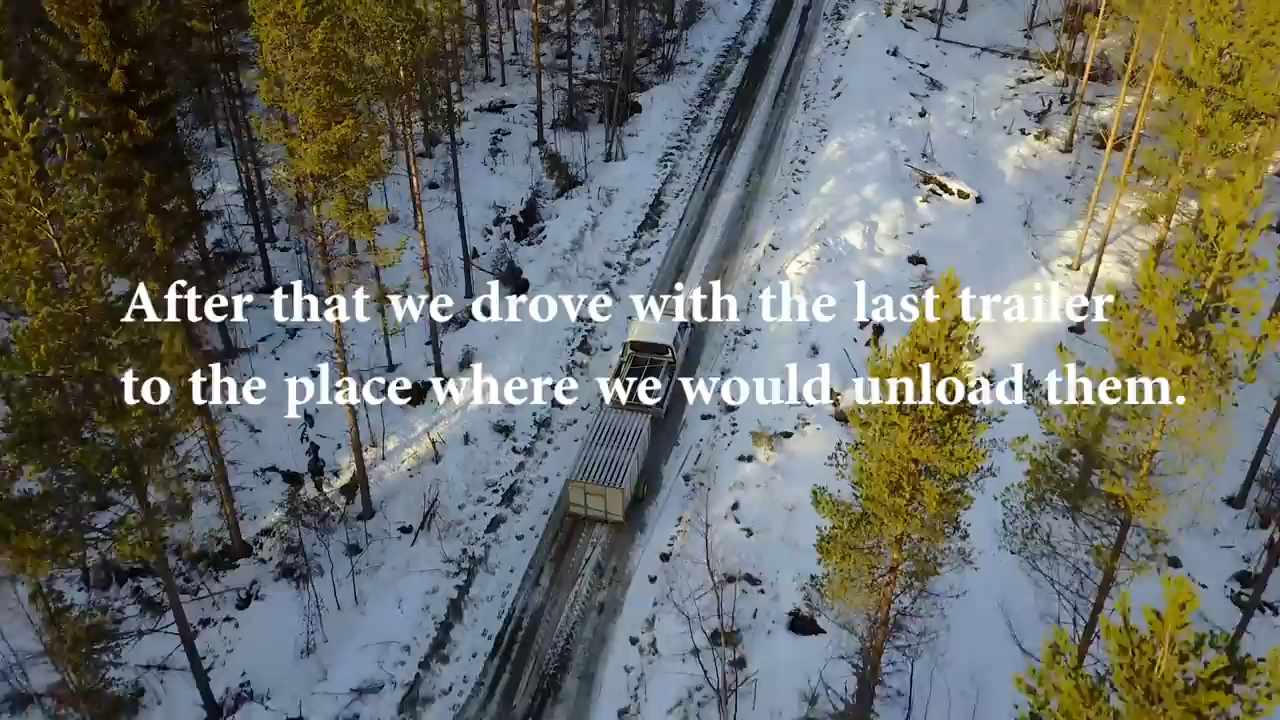 After that we drove with the last trailer
to the place where we would unload them.